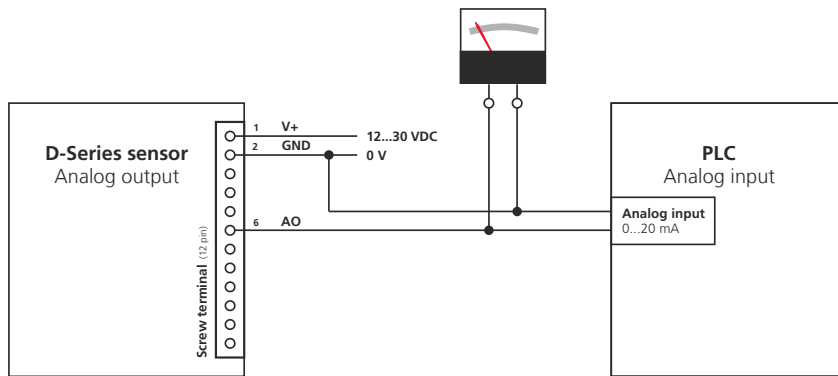 D-Series sensor
Analog output
Screw terminal (12 pin)
1 V+ 12...30 VDC
2 GND 0 V
6 AO
PLC
Analog input
Analog input
0...20 mA